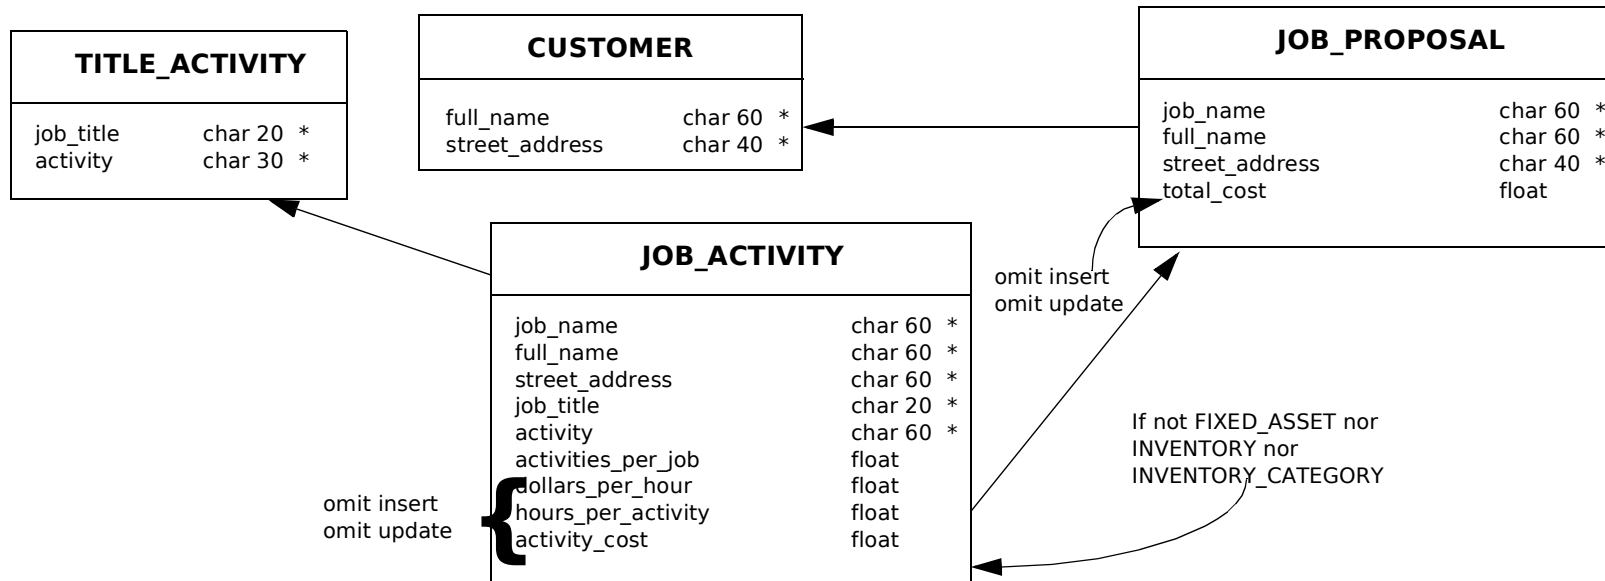 TITLE_ACTIVITY
job_title char 20 *
activity char 30 *
CUSTOMER
full_name char 60 *
street_address char 40 *
JOB_PROPOSAL
job_name char 60 *
full_name char 60 *
street_address char 40 *
total_cost float
omit insert
omit update
JOB_ACTIVITY
job_name char 60 *
full_name char 60 *
street_address char 60 *
job_title char 20 *
activity char 60 *
activities_per_job float
dollars_per_hour float
hours_per_activity float
activity_cost float
omit insert
omit update
{
If not FIXED_ASSET nor
INVENTORY nor
INVENTORY_CATEGORY